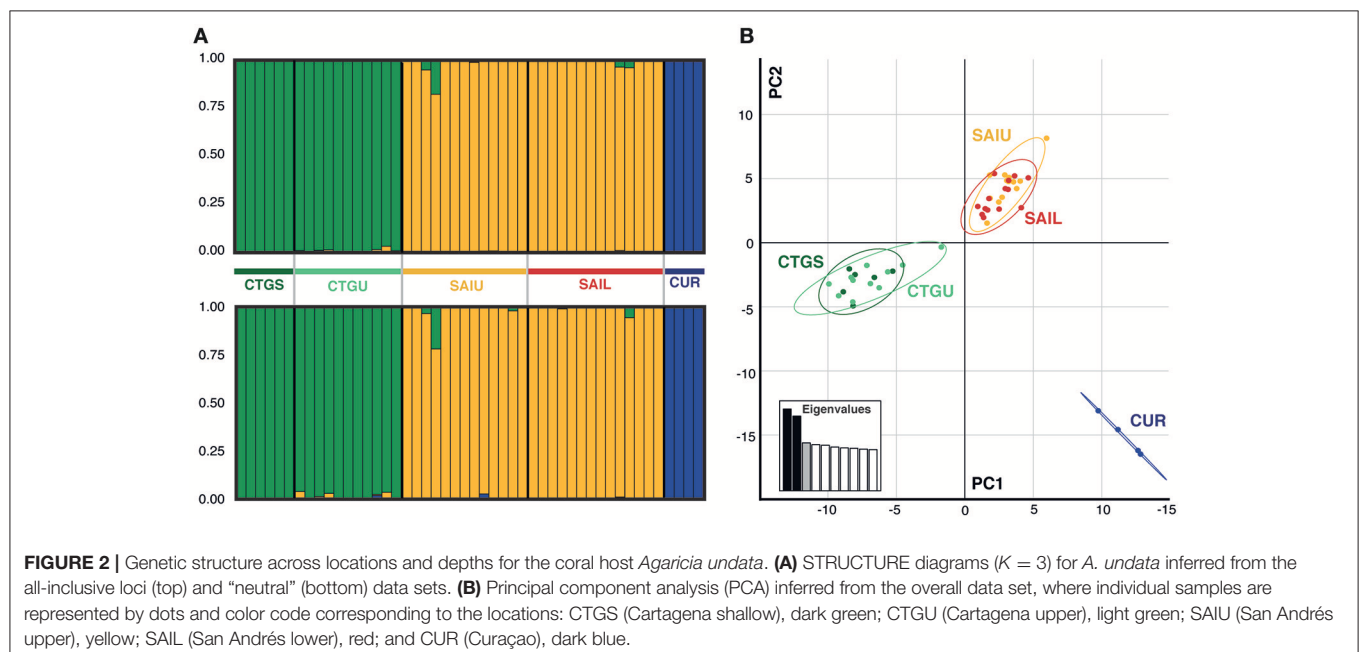 A
1.00
0.75
0.50
0.25
0.00
CTGS CTGU SAIU SAIL CUR
1.00
0.75
0.50
0.25
0.00
B
PC2
10
5
0
-5
-10
-15
SAIU
SAIL
CTGS
CTGU
CUR
Eigenvalues
PC1
-10 -5 0 5 10 -15
FIGURE 2 | Genetic structure across locations and depths for the coral host Agaricia undata. (A) STRUCTURE diagrams (K = 3) for A. undata inferred from the
all-inclusive loci (top) and “neutral” (bottom) data sets. (B) Principal component analysis (PCA) inferred from the overall data set, where individual samples are
represented by dots and color code corresponding to the locations: CTGS (Cartagena shallow), dark green; CTGU (Cartagena upper), light green; SAIU (San Andrés
upper), yellow; SAIL (San Andrés lower), red; and CUR (Curaçao), dark blue.